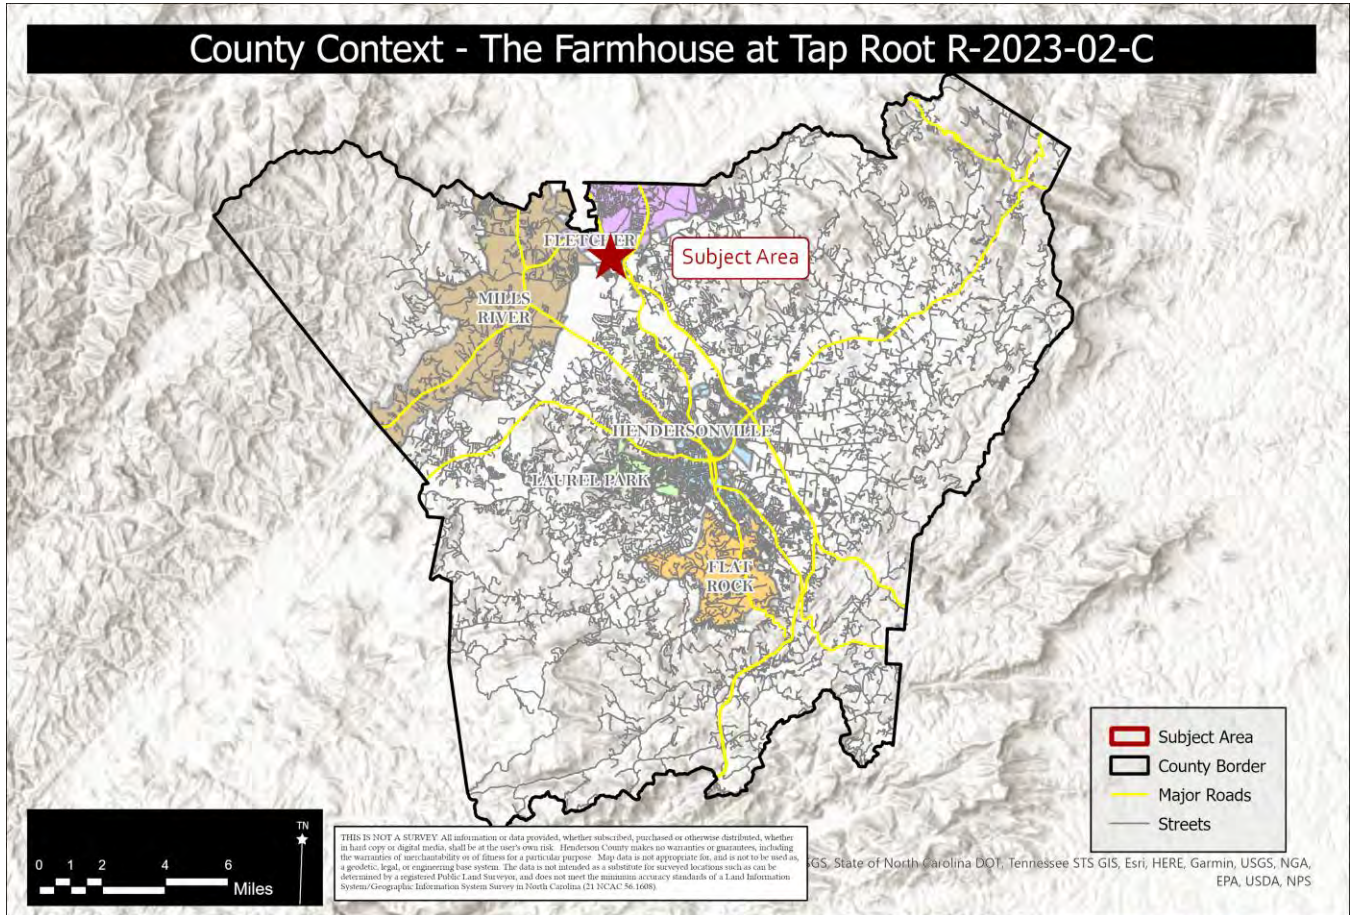 County Context - The Farmhouse at Tap Root R-2023-02-C
FLETCHER
Subject Area
MILLS
RIVER
HENDERSONVILLE
LAUREL PARK
FLAT
ROCK
Subject Area
County Border
Major Roads
Streets
TN
0 1 2 4 6
Miles
THIS IS NOT A SURVEY. All information or data provided, whether subscribed, purchased or otherwise distributed, whether
in hard copy or digital media, shall be at the user's own risk. Henderson County makes no warranties or guarantees, including
the warranties of merchantability or of fitness for a particular purpose. Map data is not appropriate for, and is not to be used as,
a geodetic, legal, or engineering base system. The data is not intended as a substitute for surveyed locations such as can be
determined by a registered Public Land Surveyor, and does not meet the minimum accuracy standards of a Land Information
System/Geographic Information System Survey in North Carolina (21 NCAC 56.1608).
SGS, State of North Carolina DOT, Tennessee STS GIS, Esri, HERE, Garmin, USGS, NGA,
EPA, USDA, NPS